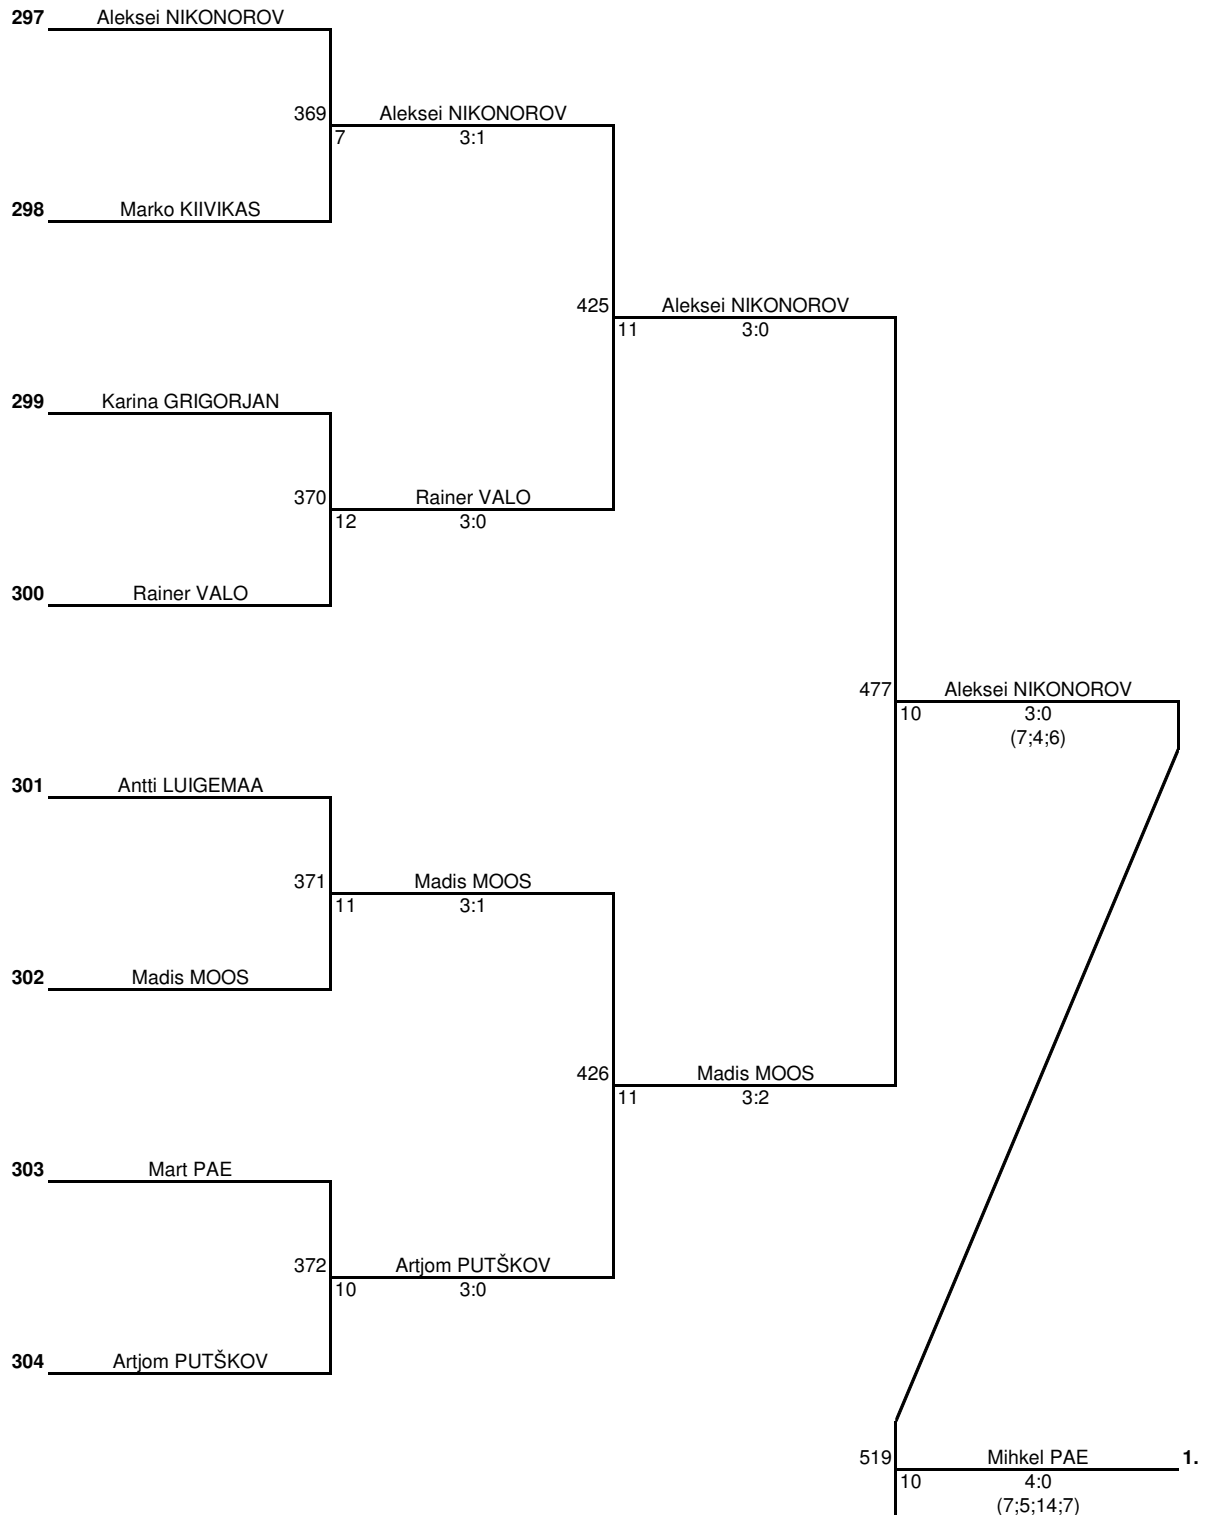 297 Aleksei NIKONOROV
369 Aleksei NIKONOROV
7 3:1
298 Marko KIIVIKAS
425 Aleksei NIKONOROV
11 3:0
299 Karina GRIGORJAN
370 Rainer VALO
12 3:0
300 Rainer VALO
477 Aleksei NIKONOROV
10 3:0
(7;4;6)
301 Antti LUIGEMAA
371 Madis MOOS
11 3:1
302 Madis MOOS
426 Madis MOOS
11 3:2
303 Mart PAE
372 Artjom PUTŠKOV
10 3:0
304 Artjom PUTŠKOV
519 Mihkel PAE 1.
10 4:0
(7;5;14;7)